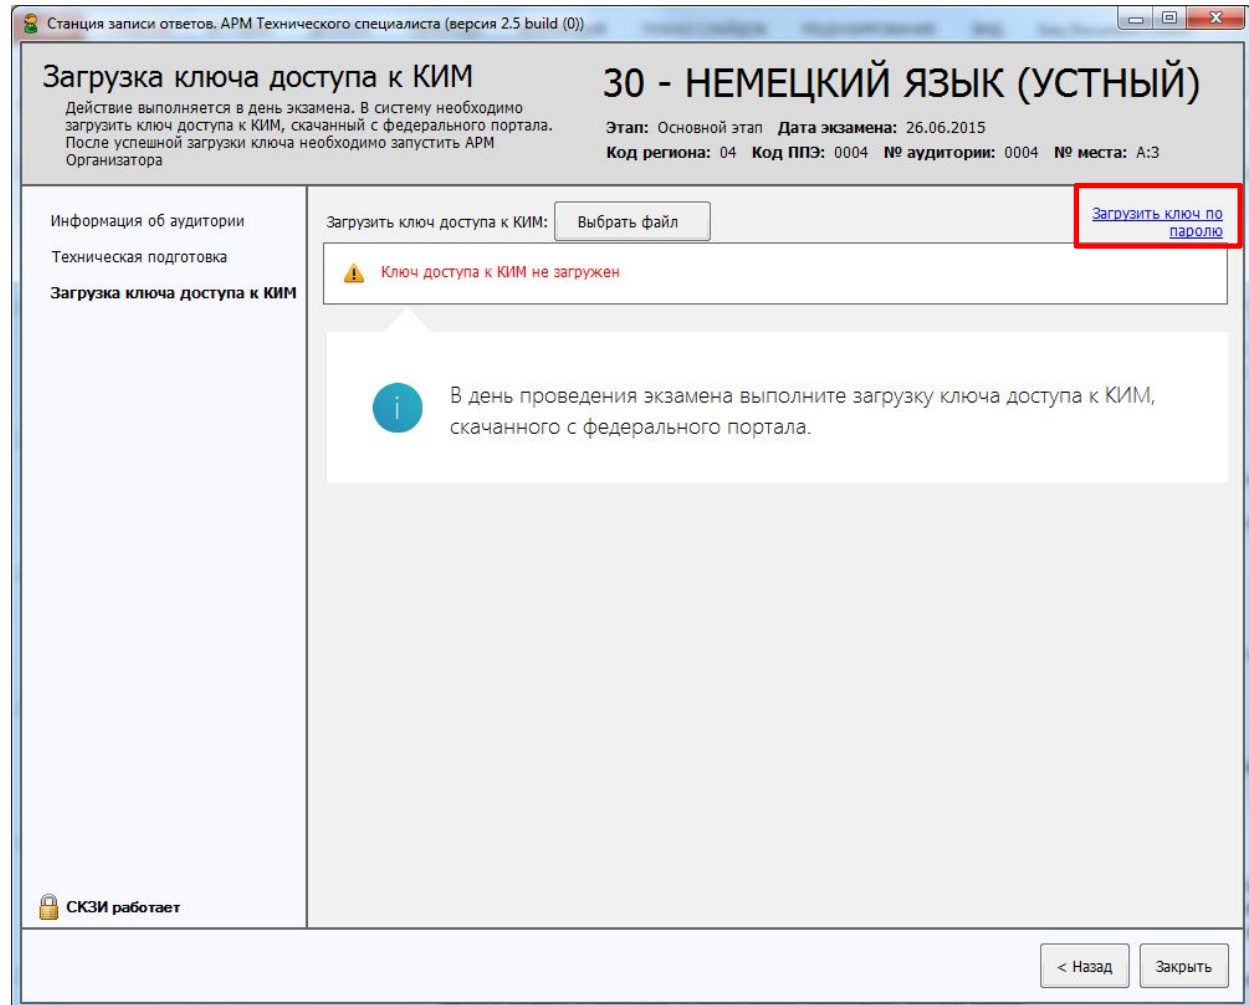 Станция записи ответов. АРМ Технического специалиста (версия 2.5 build (0))
Загрузка ключа доступа к КИМ
Действие выполняется в день экзамена. В систему необходимо
загрузить ключ доступа к КИМ, скачанный с федерального портала.
После успешной загрузки ключа необходимо запустить АРМ
Организатора
30 - НЕМЕЦКИЙ ЯЗЫК (УСТНЫЙ)
Этап: Основной этап Дата экзамена: 26.06.2015
Код региона: 04 Код ППЭ: 0004 № аудитории: 0004 № места: А:3
Информация об аудитории
Техническая подготовка
Загрузка ключа доступа к КИМ
Загрузить ключ доступа к КИМ: Выбрать файл
Загрузить ключ по
паролю
Ключ доступа к КИМ не загружен
В день проведения экзамена выполните загрузку ключа доступа к КИМ,
скачанного с федерального портала.
СКЗИ работает
< Назад Закрыть